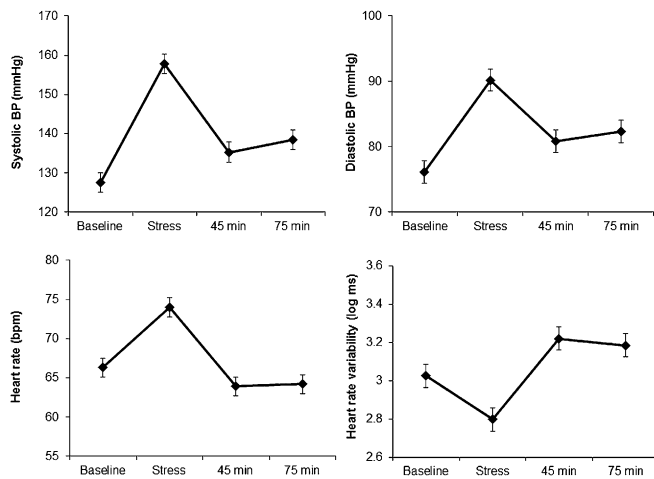 Systolic BP (mmHg)
170
160
150
140
130
120
Baseline Stress 45 min 75 min
Diastolic BP (mmHg)
100
90
80
70
Baseline Stress 45 min 75 min
Heart rate (bpm)
80
75
70
65
60
55
Baseline Stress 45 min 75 min
Heart rate variability (log ms)
3.6
3.4
3.2
3
2.8
2.6
Baseline Stress 45 min 75 min